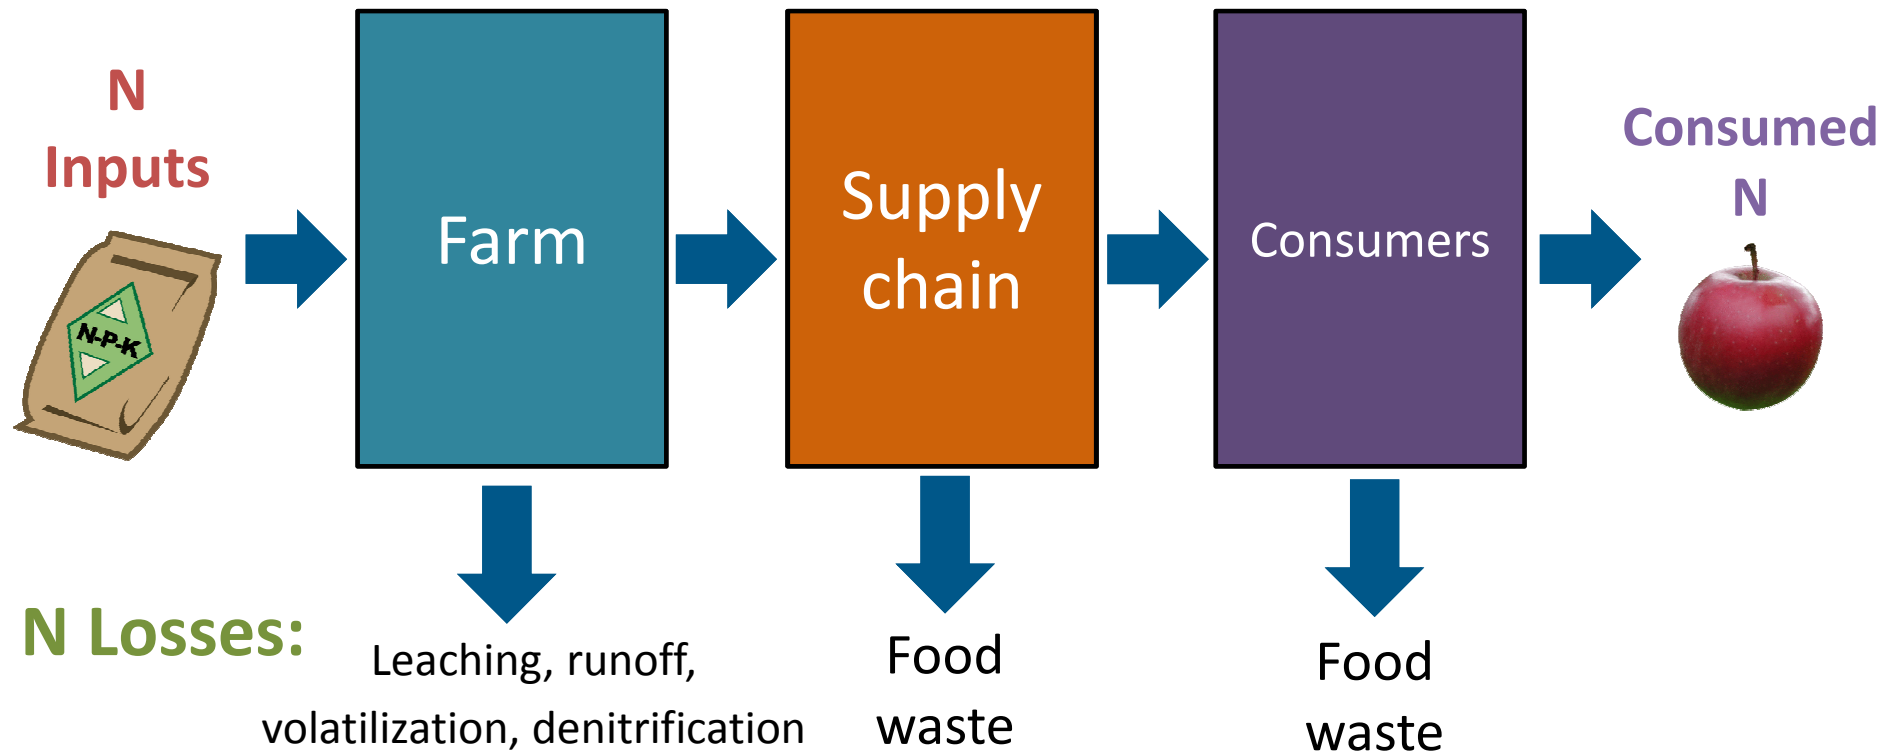 N
Inputs
N-P-K
Farm
Supply
chain
Consumers
Consumed
N
N Losses:
Leaching, runoff,
volatilization, denitrification
Food
waste
Food
waste